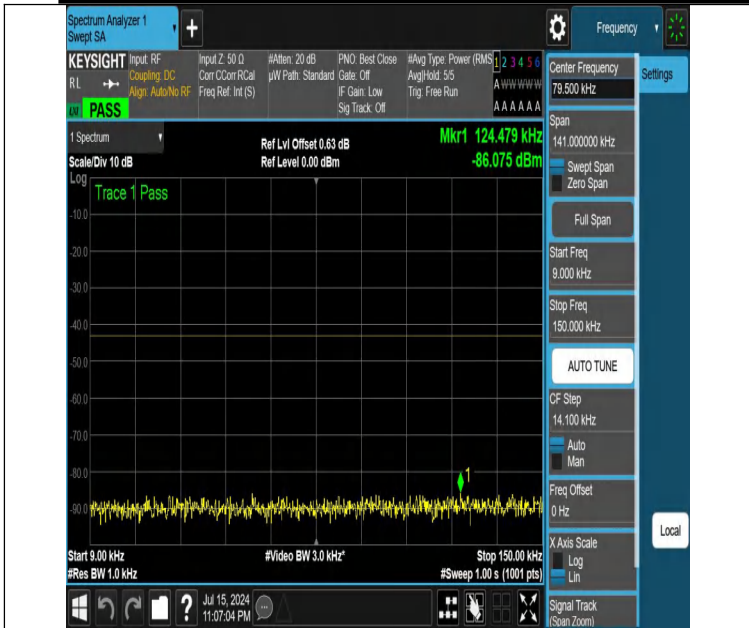 Spectrum Analyzer 1
Swept SA
Frequency
KEYSIGHT
RL
LXI
PASS
Input: RF
Coupling: DC
Align: Auto/No RF
Input Z: 50 Ω
Corr CCorr RCal
Freq Ref: Int (S)
#Atten: 20 dB
µW Path: Standard
PNO: Best Close
Gate: Off
IF Gain: Low
Sig Track: Off
#Avg Type: Power (RMS
Avg|Hold: 5/5
Trig: Free Run
1 2 3 4 5 6
A W W W W W
A A A A A A
1 Spectrum
Scale/Div 10 dB
Log
Ref Lvl Offset 0.63 dB
Ref Level 0.00 dBm
Mkr1 124.479 kHz
-86.075 dBm
Trace 1 Pass
-10.0
-20.0
-30.0
-40.0
-50.0
-60.0
-70.0
-80.0
-90.0
1
Start 9.00 kHz
#Res BW 1.0 kHz
#Video BW 3.0 kHz*
Stop 150.00 kHz
#Sweep 1.00 s (1001 pts)
Jul 15, 2024
11:07:04 PM
?
Center Frequency
79.500 kHz
Settings
Span
141.000000 kHz
Swept Span
Zero Span
Full Span
Start Freq
9.000 kHz
Stop Freq
150.000 kHz
AUTO TUNE
CF Step
14.100 kHz
Auto
Man
Freq Offset
0 Hz
X Axis Scale
Log
Lin
Local
Signal Track
(Span Zoom)